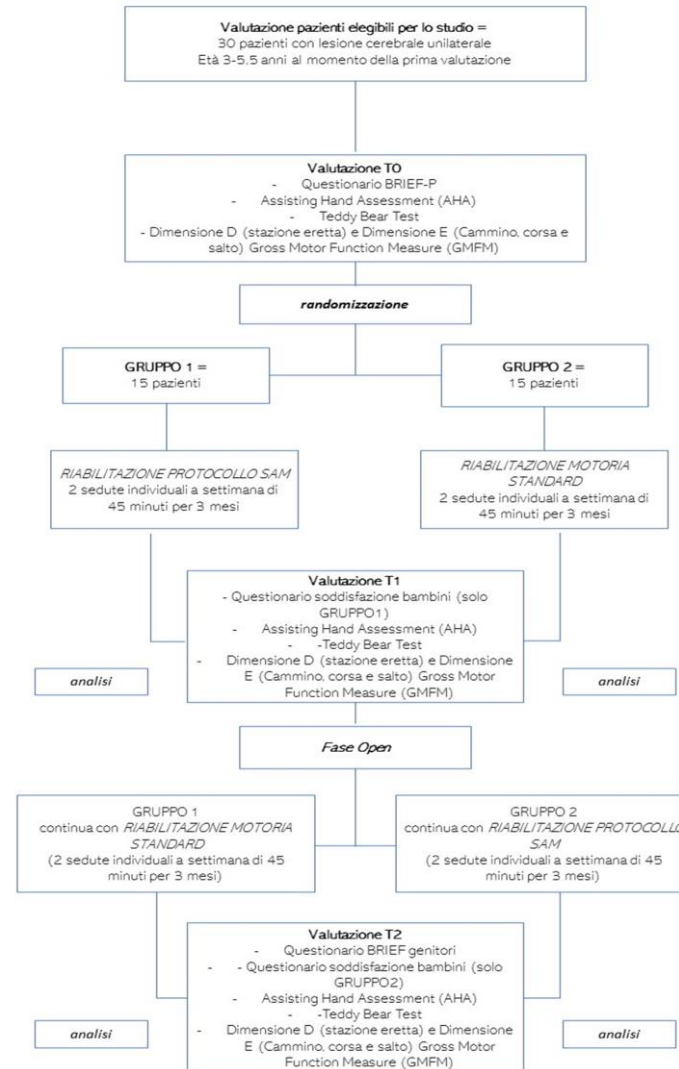 Valutazione pazienti elegibili per lo studio =
30 pazienti con lesione cerebrale unilaterale
Età 3-5,5 anni al momento della prima valutazione
Valutazione T0
- Questionario BRIEF-P
- Assisting Hand Assessment (AHA)
- Teddy Bear Test
- Dimensione D (stazione eretta) e Dimensione E (Cammino, corsa e
salto) Gross Motor Function Measure (GMFM)
randomizzazione
GRUPPO 1 =
15 pazienti
GRUPPO 2 =
15 pazienti
RIABILITAZIONE PROTOCOLLO SAM
2 sedute individuali a settimana di
45 minuti per 3 mesi
RIABILITAZIONE MOTORIA
STANDARD
2 sedute individuali a settimana di
45 minuti per 3 mesi
Valutazione T1
- Questionario soddisfazione bambini (solo
GRUPPO1)
- Assisting Hand Assessment (AHA)
- -Teddy Bear Test
- Dimensione D (stazione eretta) e Dimensione
E (Cammino, corsa e salto) Gross Motor
Function Measure (GMFM)
analisi
analisi
Fase Open
GRUPPO 1
continua con RIABILITAZIONE MOTORIA
STANDARD
(2 sedute individuali a settimana di 45
minuti per 3 mesi)
GRUPPO 2
continua con RIABILITAZIONE PROTOCOLLO
SAM
(2 sedute individuali a settimana di 45
minuti per 3 mesi)
Valutazione T2
- Questionario BRIEF genitori
- - Questionario soddisfazione bambini (solo
GRUPPO2)
- Assisting Hand Assessment (AHA)
- -Teddy Bear Test
- Dimensione D (stazione eretta) e Dimensione
E (Cammino, corsa e salto) Gross Motor
Function Measure (GMFM)
analisi
analisi